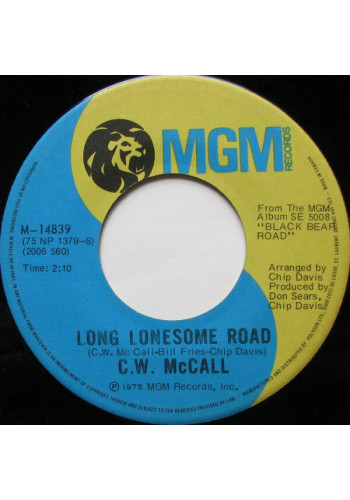 MGM
RECORDS
M-14839
(75 NP 1379-S)
(2006 560)
Time: 2:10
From The MGM
Album SE 5008
"BLACK BEAR
ROAD"
Arranged by
Chip Davis
Produced by
Don Sears,
Chip Davis
LONG LONESOME ROAD
(C.W. Mc Call-Bill Fries-Chip Davis)
C.W. McCALL
Ⓟ 1975 MGM Records, Inc.